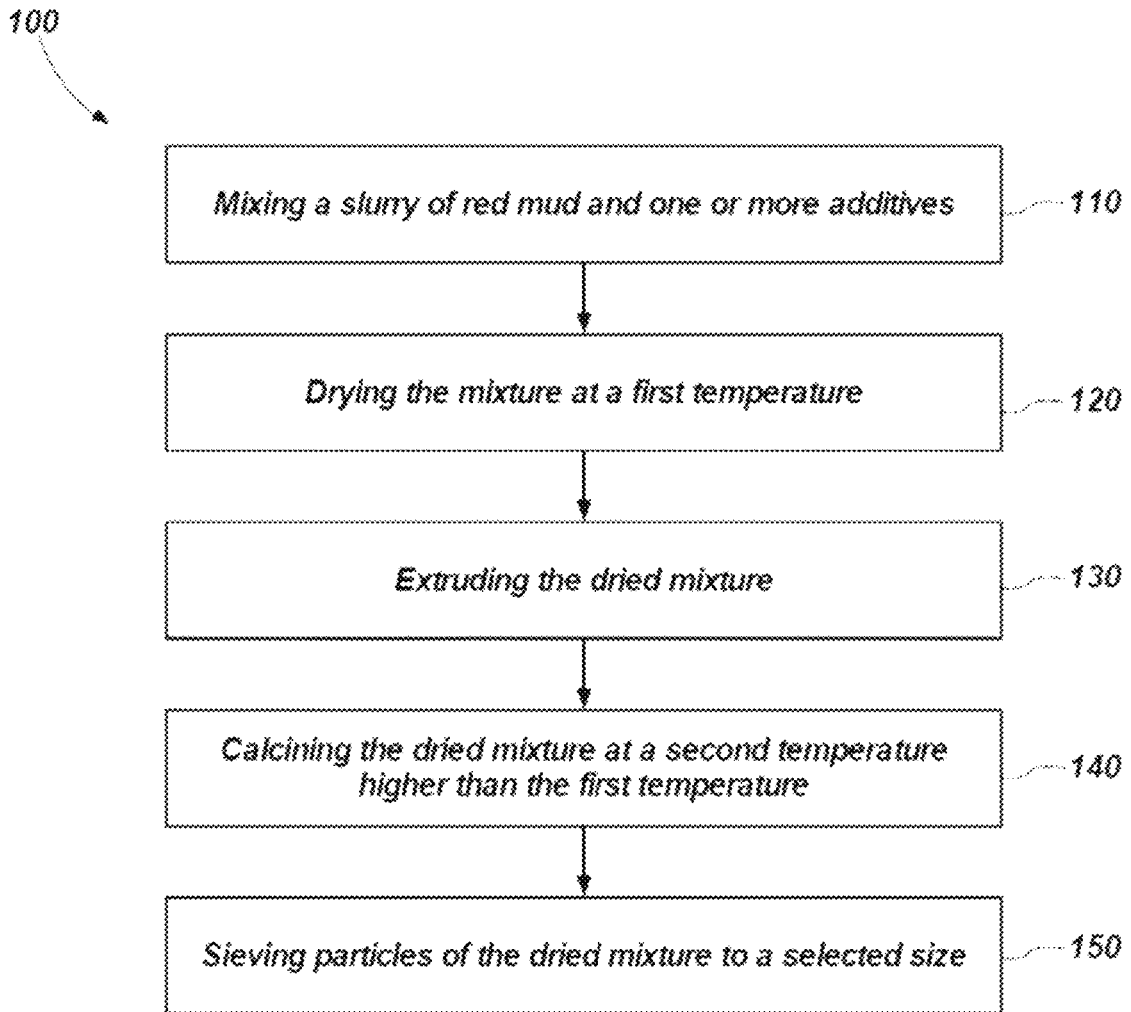 100
Mixing a slurry of red mud and one or more additives
110
Drying the mixture at a first temperature
120
Extruding the dried mixture
130
Calcining the dried mixture at a second temperature
higher than the first temperature
140
Sieving particles of the dried mixture to a selected size
150